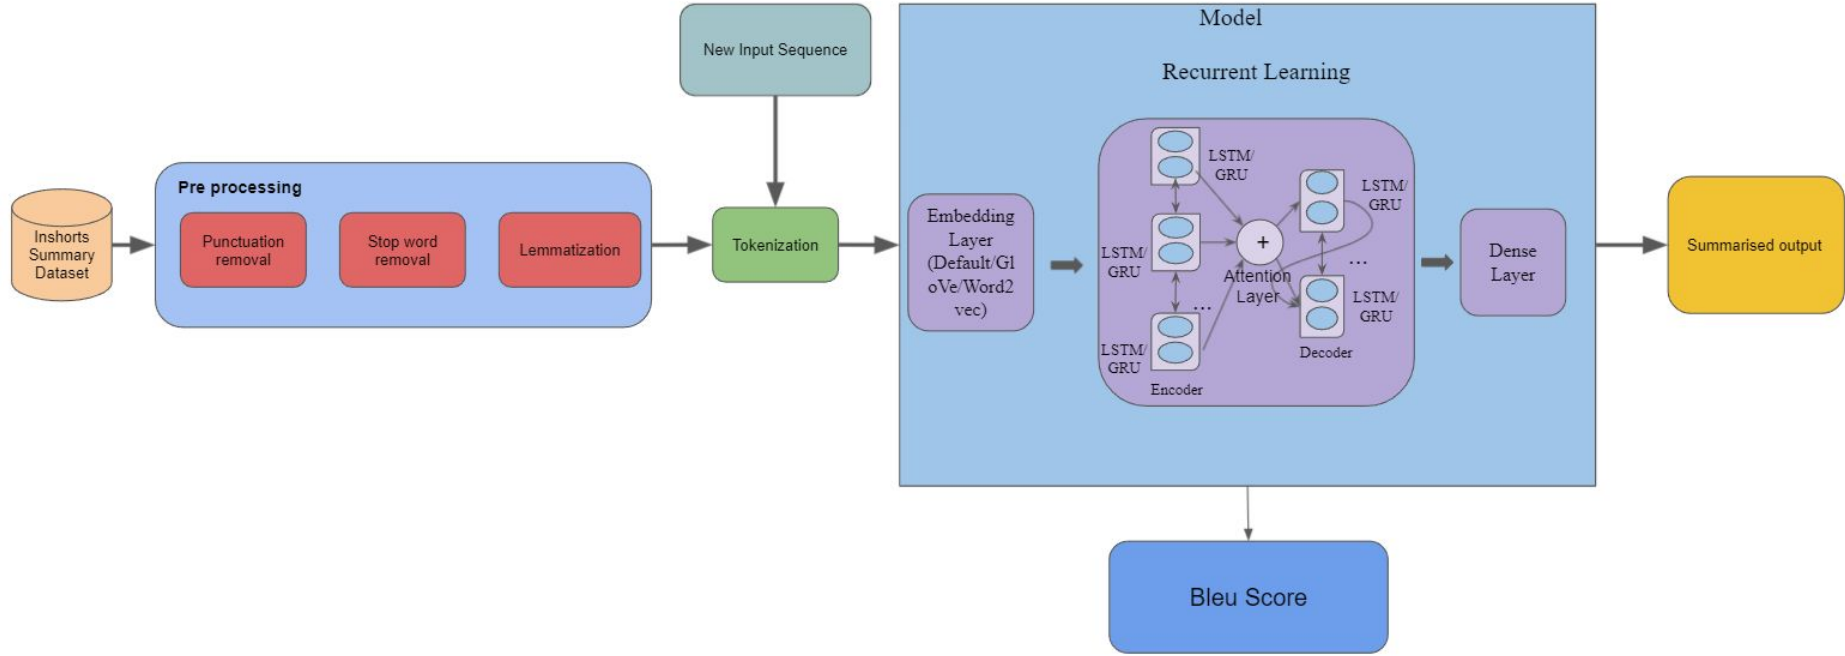 Model
Recurrent Learning
New Input Sequence
Inshorts
Summary
Dataset
Pre processing
Punctuation
removal
Stop word
removal
Lemmatization
Tokenization
Embedding
Layer
(Default/Gl
oVe/Word2
vec)
LSTM/
GRU
LSTM/
GRU
...
LSTM/
GRU
Encoder
+
Attention
Layer
LSTM/
GRU
...
LSTM/
GRU
Decoder
Dense
Layer
Summarised output
Bleu Score